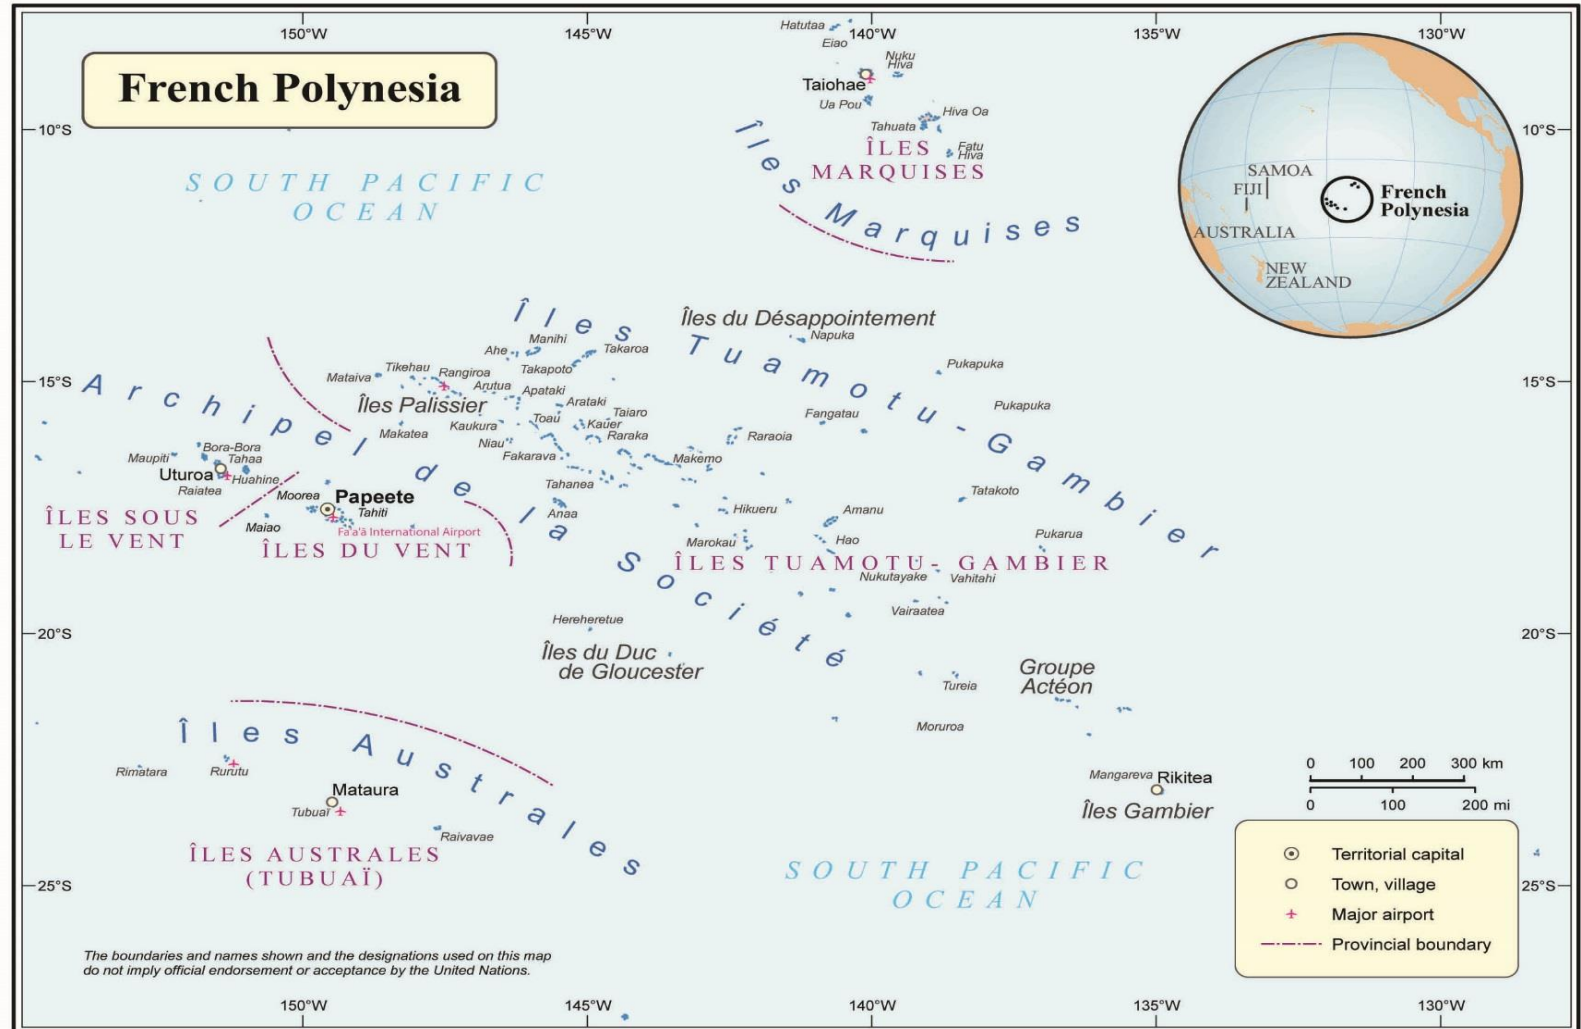 150°W
145°W
140°W
135°W
130°W
French Polynesia
Hatutaa
Eiao
Nuku
Hiva
Taiohae
Ua Pou
Hiva Oa
Tahuata
Fatu
Hiva
ÎLES
MARQUISES
Îles Marquises
10°S
10°S
SOUTH PACIFIC
OCEAN
SAMOA
FIJI
French
Polynesia
AUSTRALIA
NEW
ZEALAND
Îles Tuamotu-Gambier
Îles du Désappointement
Napuka
Manihi
Ahe
Takaroa
Takapoto
Tikehau
Rangiroa
Mataiva
Arutua
Apataki
Pukapuka
15°S
15°S
Archipel de la Société
Îles Palissier
Arataki
Pukapuka
Kaukura
Toau
Taiaro
Kauer
Fangatau
Makatea
Niau
Raraka
Raraoia
Bora-Bora
Maupiti
Tahaa
Fakarava
Makemo
Uturoa
Huahine
Raiatea
Tahanea
Tatakoto
Moorea
Papeete
Tahiti
Anaa
Hikueru
Amanu
Maiao
Fa'a'ā International Airport
Marokau
Hao
Pukarua
ÎLES SOUS
LE VENT
ÎLES DU VENT
ÎLES TUAMOTU- GAMBIER
Nukutayake
Vahitahi
Vairaatea
Hereheretue
20°S
20°S
Îles du Duc
de Gloucester
Groupe
Actéon
Tureia
Moruroa
Îles Australes
Rimatara
Rurutu
Mataura
Tubuaï
Raivavae
Mangareva
Rikitea
Îles Gambier
ÎLES AUSTRALES
(TUBUAÏ)
SOUTH PACIFIC
OCEAN
0 100 200 300 km
0 100 200 mi
Territorial capital
Town, village
Major airport
Provincial boundary
25°S
25°S
The boundaries and names shown and the designations used on this map
do not imply official endorsement or acceptance by the United Nations.
150°W
145°W
140°W
135°W
130°W